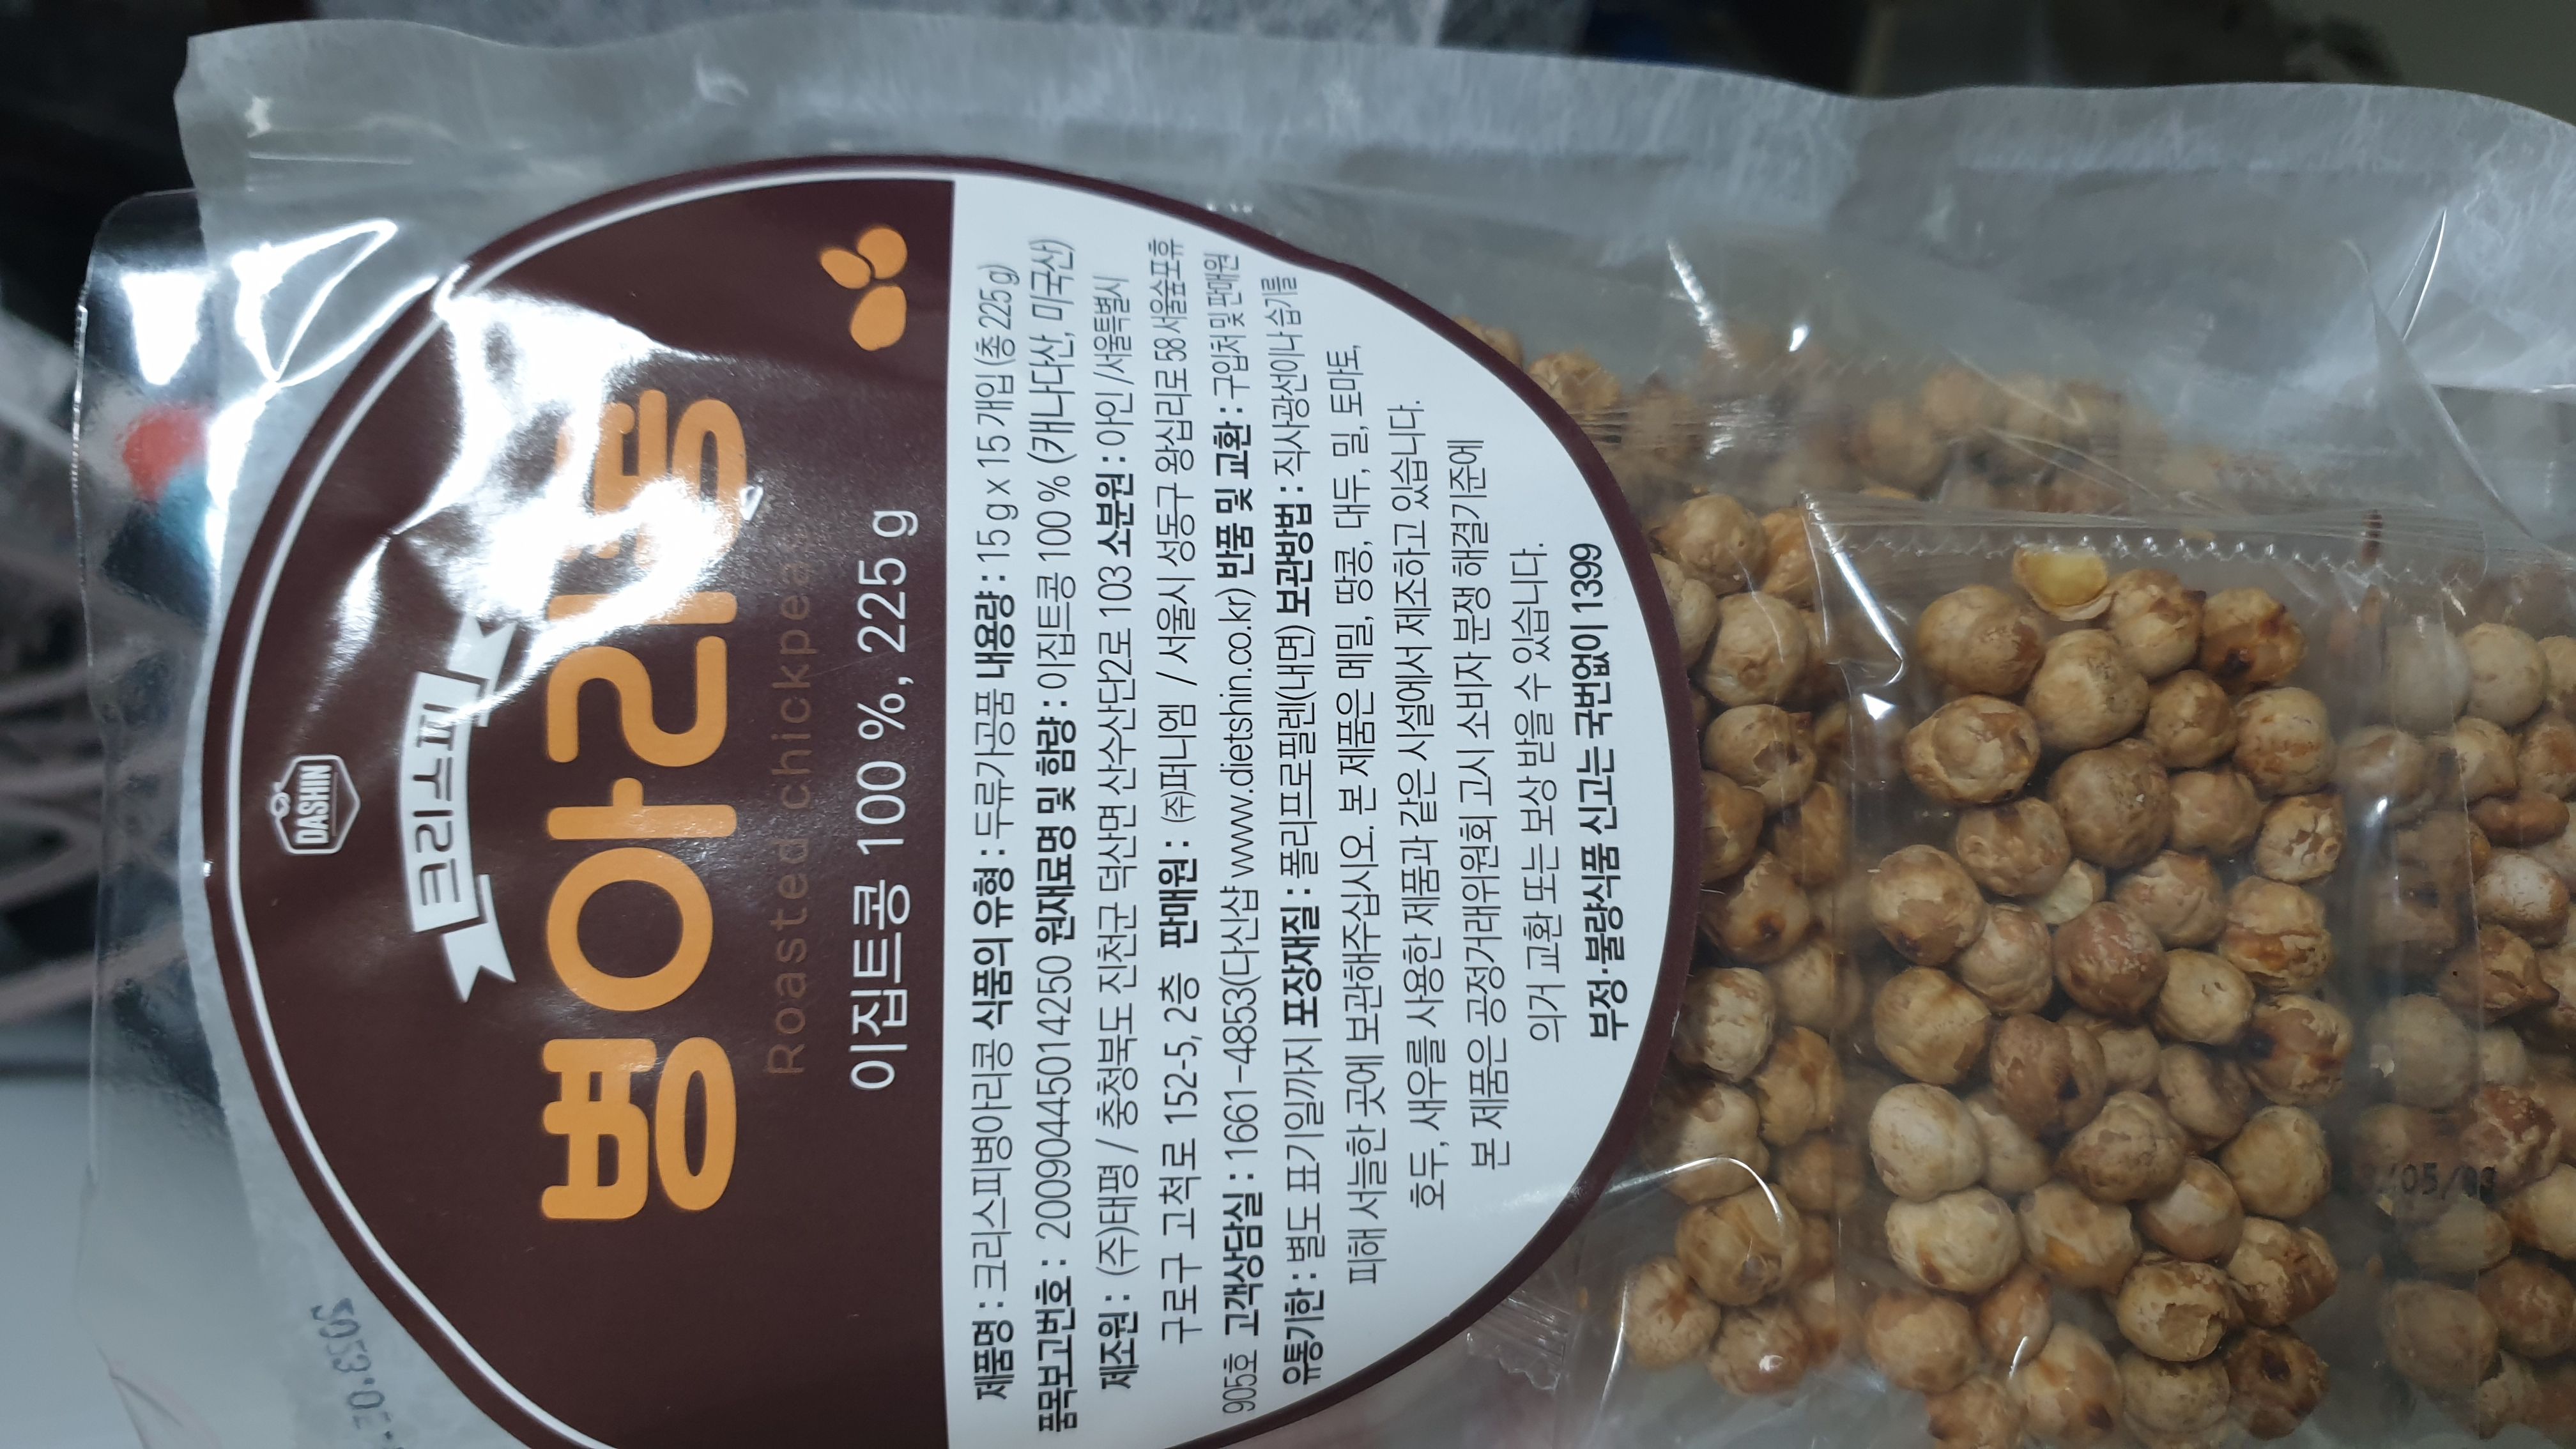 DASHIN
크리스피
병아리콩
Roasted chickpeas
이집트콩 100 %, 225 g
제품명 : 크리스피병아리콩 식품의 유형 : 두류가공품 내용량 : 15 g x 15 개입 (총 225 g)
품목보고번호 : 20090445014250 원재료명 및 함량 : 이집트콩 100 % (캐나다산, 미국산)
제조원 : (주)태평 / 충청북도 진천군 덕산면 산수산단2로 103 소분원 : 아인 / 서울특별시
구로구 고척로 152-5, 2층 판매원 : (주)퍼니엠 / 서울시 성동구 왕십리로 58 서울숲포휴
905호 고객상담실 : 1661-4853(다신샵 www.dietshin.co.kr) 반품 및 교환 : 구입처 및 판매원
유통기한 : 별도 표기일까지 포장재질 : 폴리프로필렌(내면) 보관방법 : 직사광선이나 습기를
피해 서늘한 곳에 보관해주십시오. 본 제품은 메밀, 땅콩, 대두, 밀, 토마토,
호두, 새우를 사용한 제품과 같은 시설에서 제조하고 있습니다.
본 제품은 공정거래위원회 고시 소비자 분쟁 해결기준에
의거 교환 또는 보상 받을 수 있습니다.
부정·불량식품 신고는 국번없이 1399